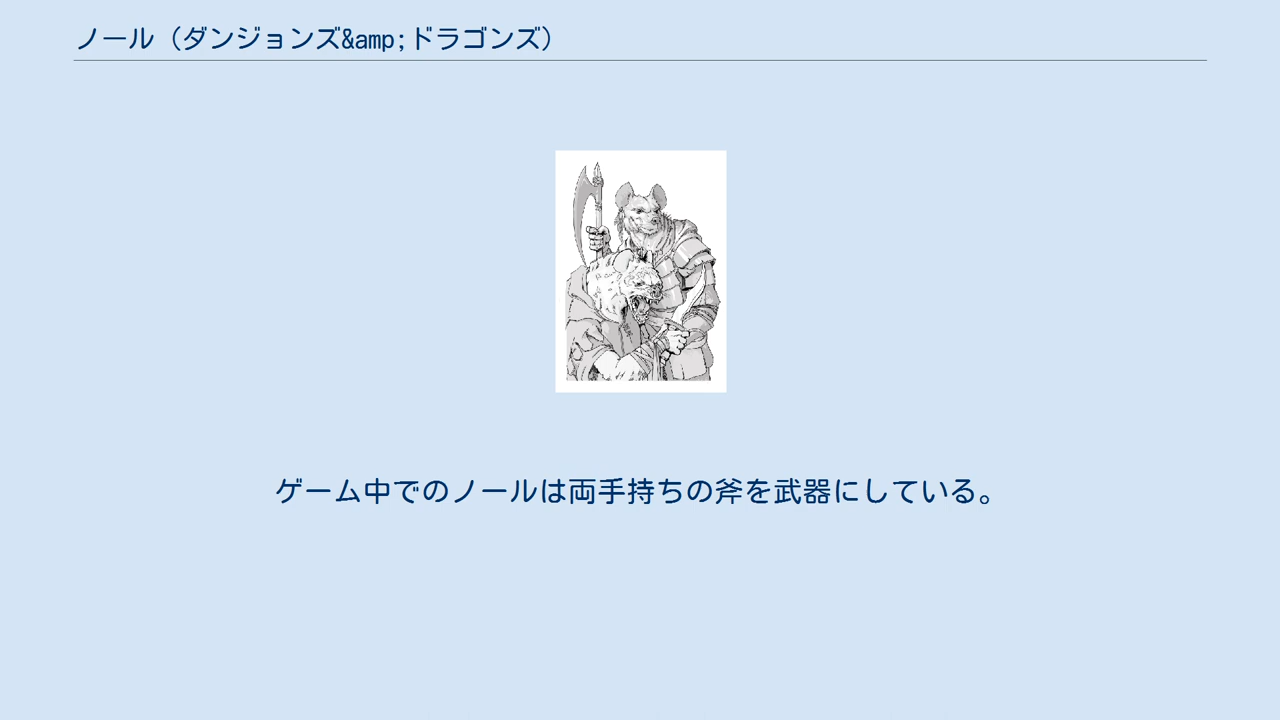 ノール（ダンジョンズ&amp;ドラゴンズ）
ゲーム中でのノールは両手持ちの斧を武器にしている。